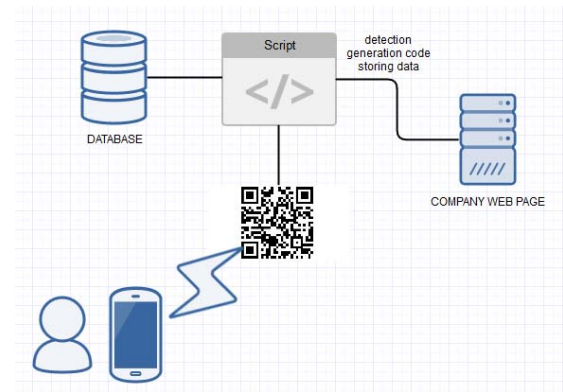 Script
</>
detection
generation code
storing data
DATABASE
COMPANY WEB PAGE